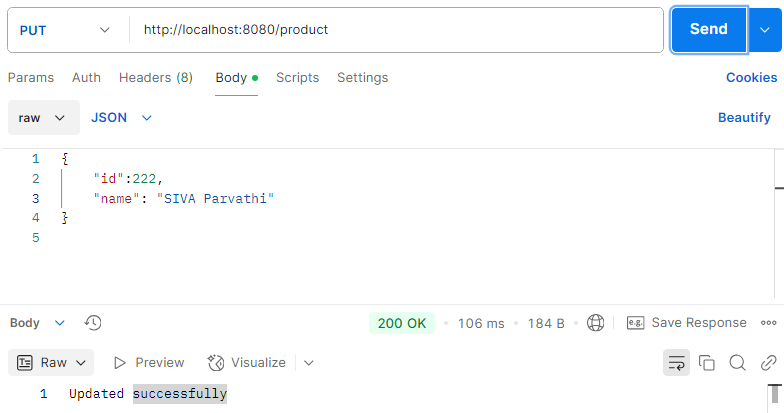 PUT http://localhost:8080/product Send
Params Auth Headers (8) Body Scripts Settings Cookies
raw JSON Beautify
1 {
2 "id":222,
3 "name": "SIVA Parvathi"
4 }
5
Body 200 OK 106 ms 184 B e.g. Save Response
Raw Preview Visualize
1 Updated successfully